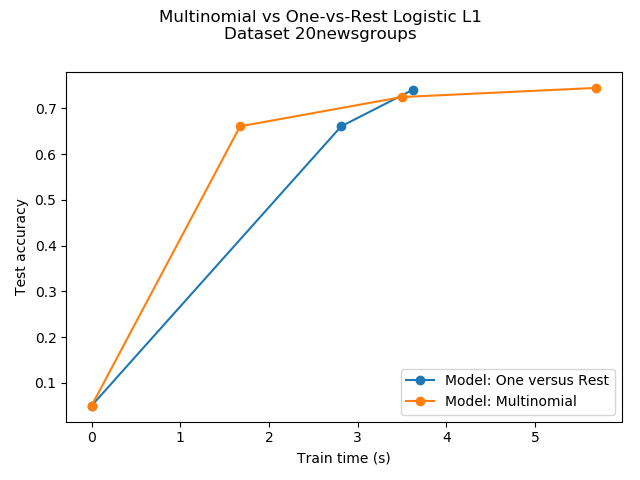 Multinomial vs One-vs-Rest Logistic L1
Dataset 20newsgroups
0.7
0.6
0.5
0.4
0.3
0.2
0.1
Test accuracy
Model: One versus Rest
Model: Multinomial
0 1 2 3 4 5
Train time (s)